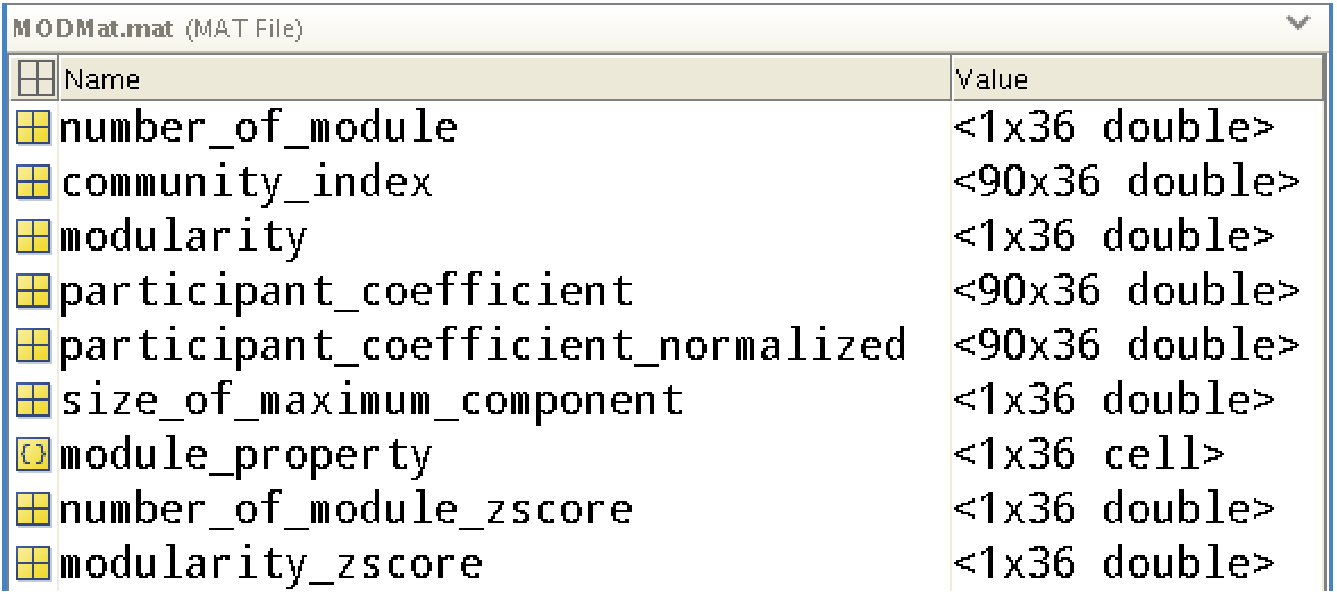 MODMat.mat (MAT File)
Name Value
number_of_module <1x36 double>
community_index <90x36 double>
modularity <1x36 double>
participant_coefficient <90x36 double>
participant_coefficient_normalized <90x36 double>
size_of_maximum_component <1x36 double>
module_property <1x36 cell>
number_of_module_zscore <1x36 double>
modularity_zscore <1x36 double>